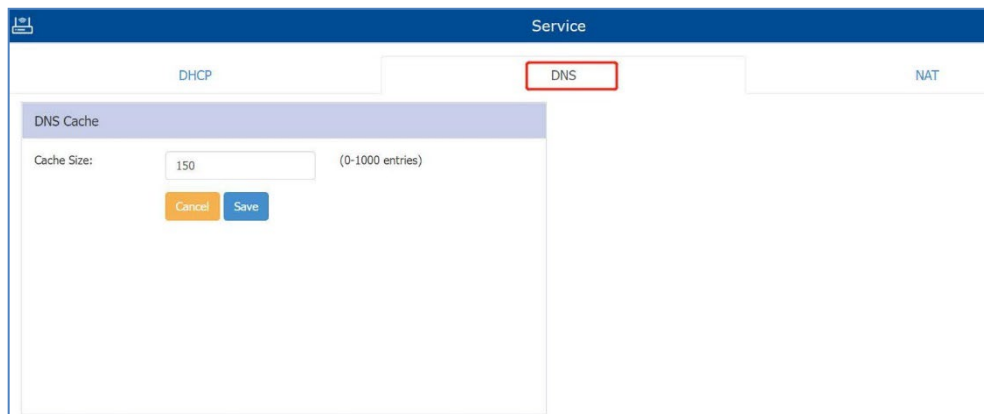 Service
DHCP DNS NAT
DNS Cache
Cache Size: 150 (0-1000 entries)
Cancel Save